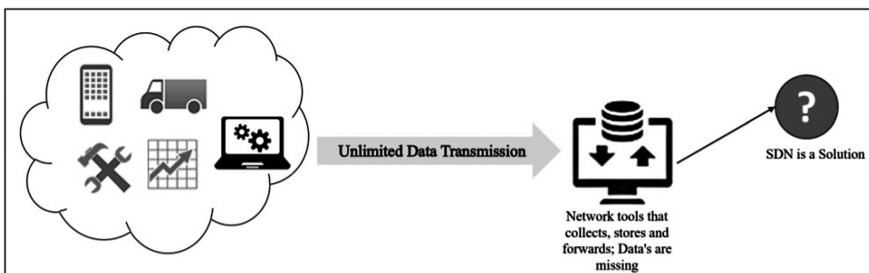 Unlimited Data Transmission
?
SDN is a Solution
Network tools that
collects, stores and
forwards; Data's are
missing